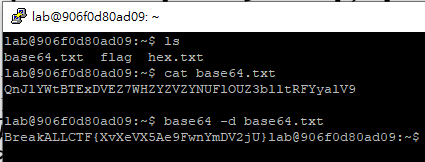 lab@906f0d80ad09: ~
lab@906f0d80ad09:~$ ls
base64.txt flag hex.txt
lab@906f0d80ad09:~$ cat base64.txt
QnJlYWtBTExDVEZ7WHZYZVZYNUFlOUZ3blltRFYyalV9
lab@906f0d80ad09:~$ base64 -d base64.txt
BreakALLCTF{XvXeVX5Ae9FwnYmDV2jU}lab@906f0d80ad09:~$